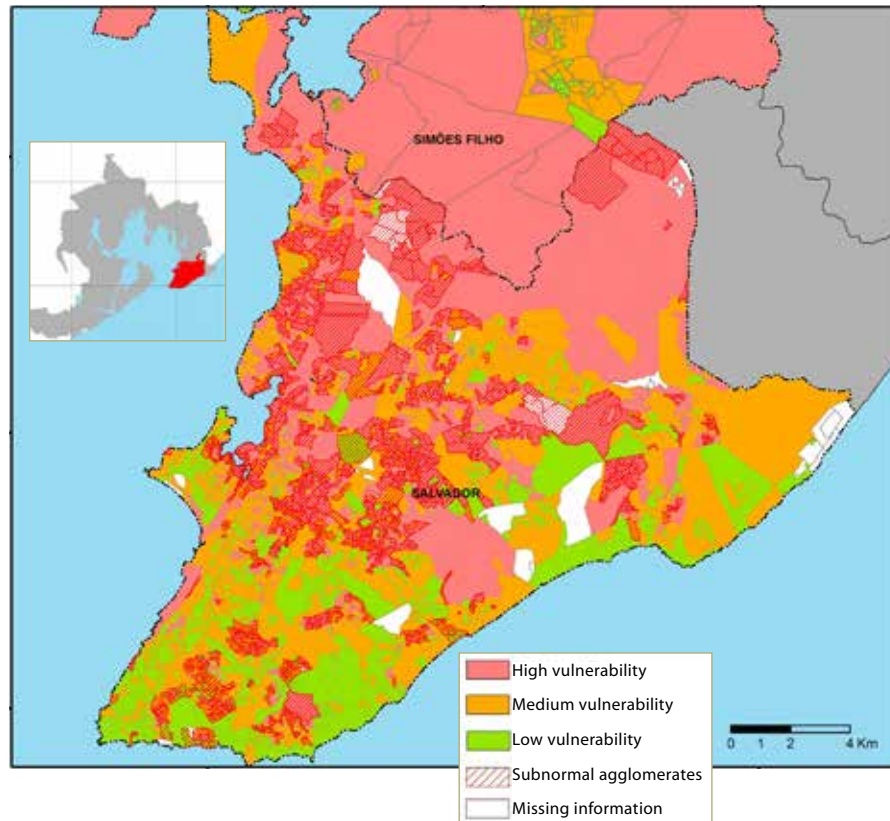 SIMÕES FILHO
SALVADOR
High vulnerability
Medium vulnerability
Low vulnerability
Subnormal agglomerates
Missing information
0 1 2 4 Km